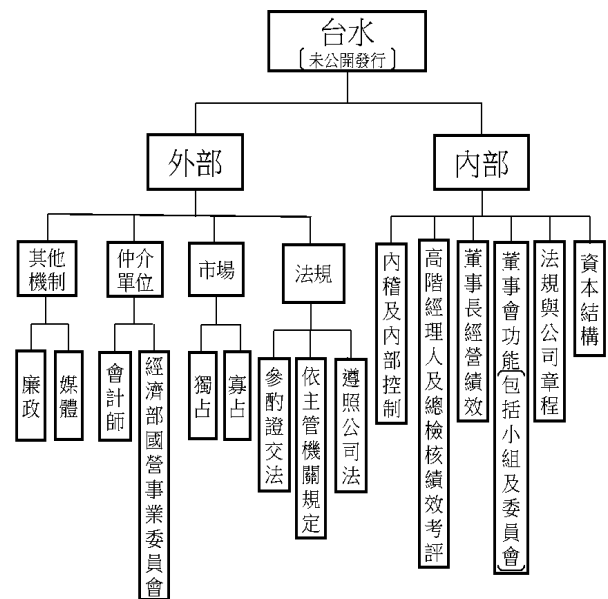 台水
(未公開發行)
外部
內部
其他
機制
仲介
單位
市場
法規
內稽及內部控制
高階經理人及總檢核績效考評
董事長經營績效
董事會功能(包括小組及委員會)
法規與公司章程
資本結構
廉政
媒體
會計師
經濟部國營事業委員會
獨占
寡占
參酌證交法
依主管機關規定
遵照公司法